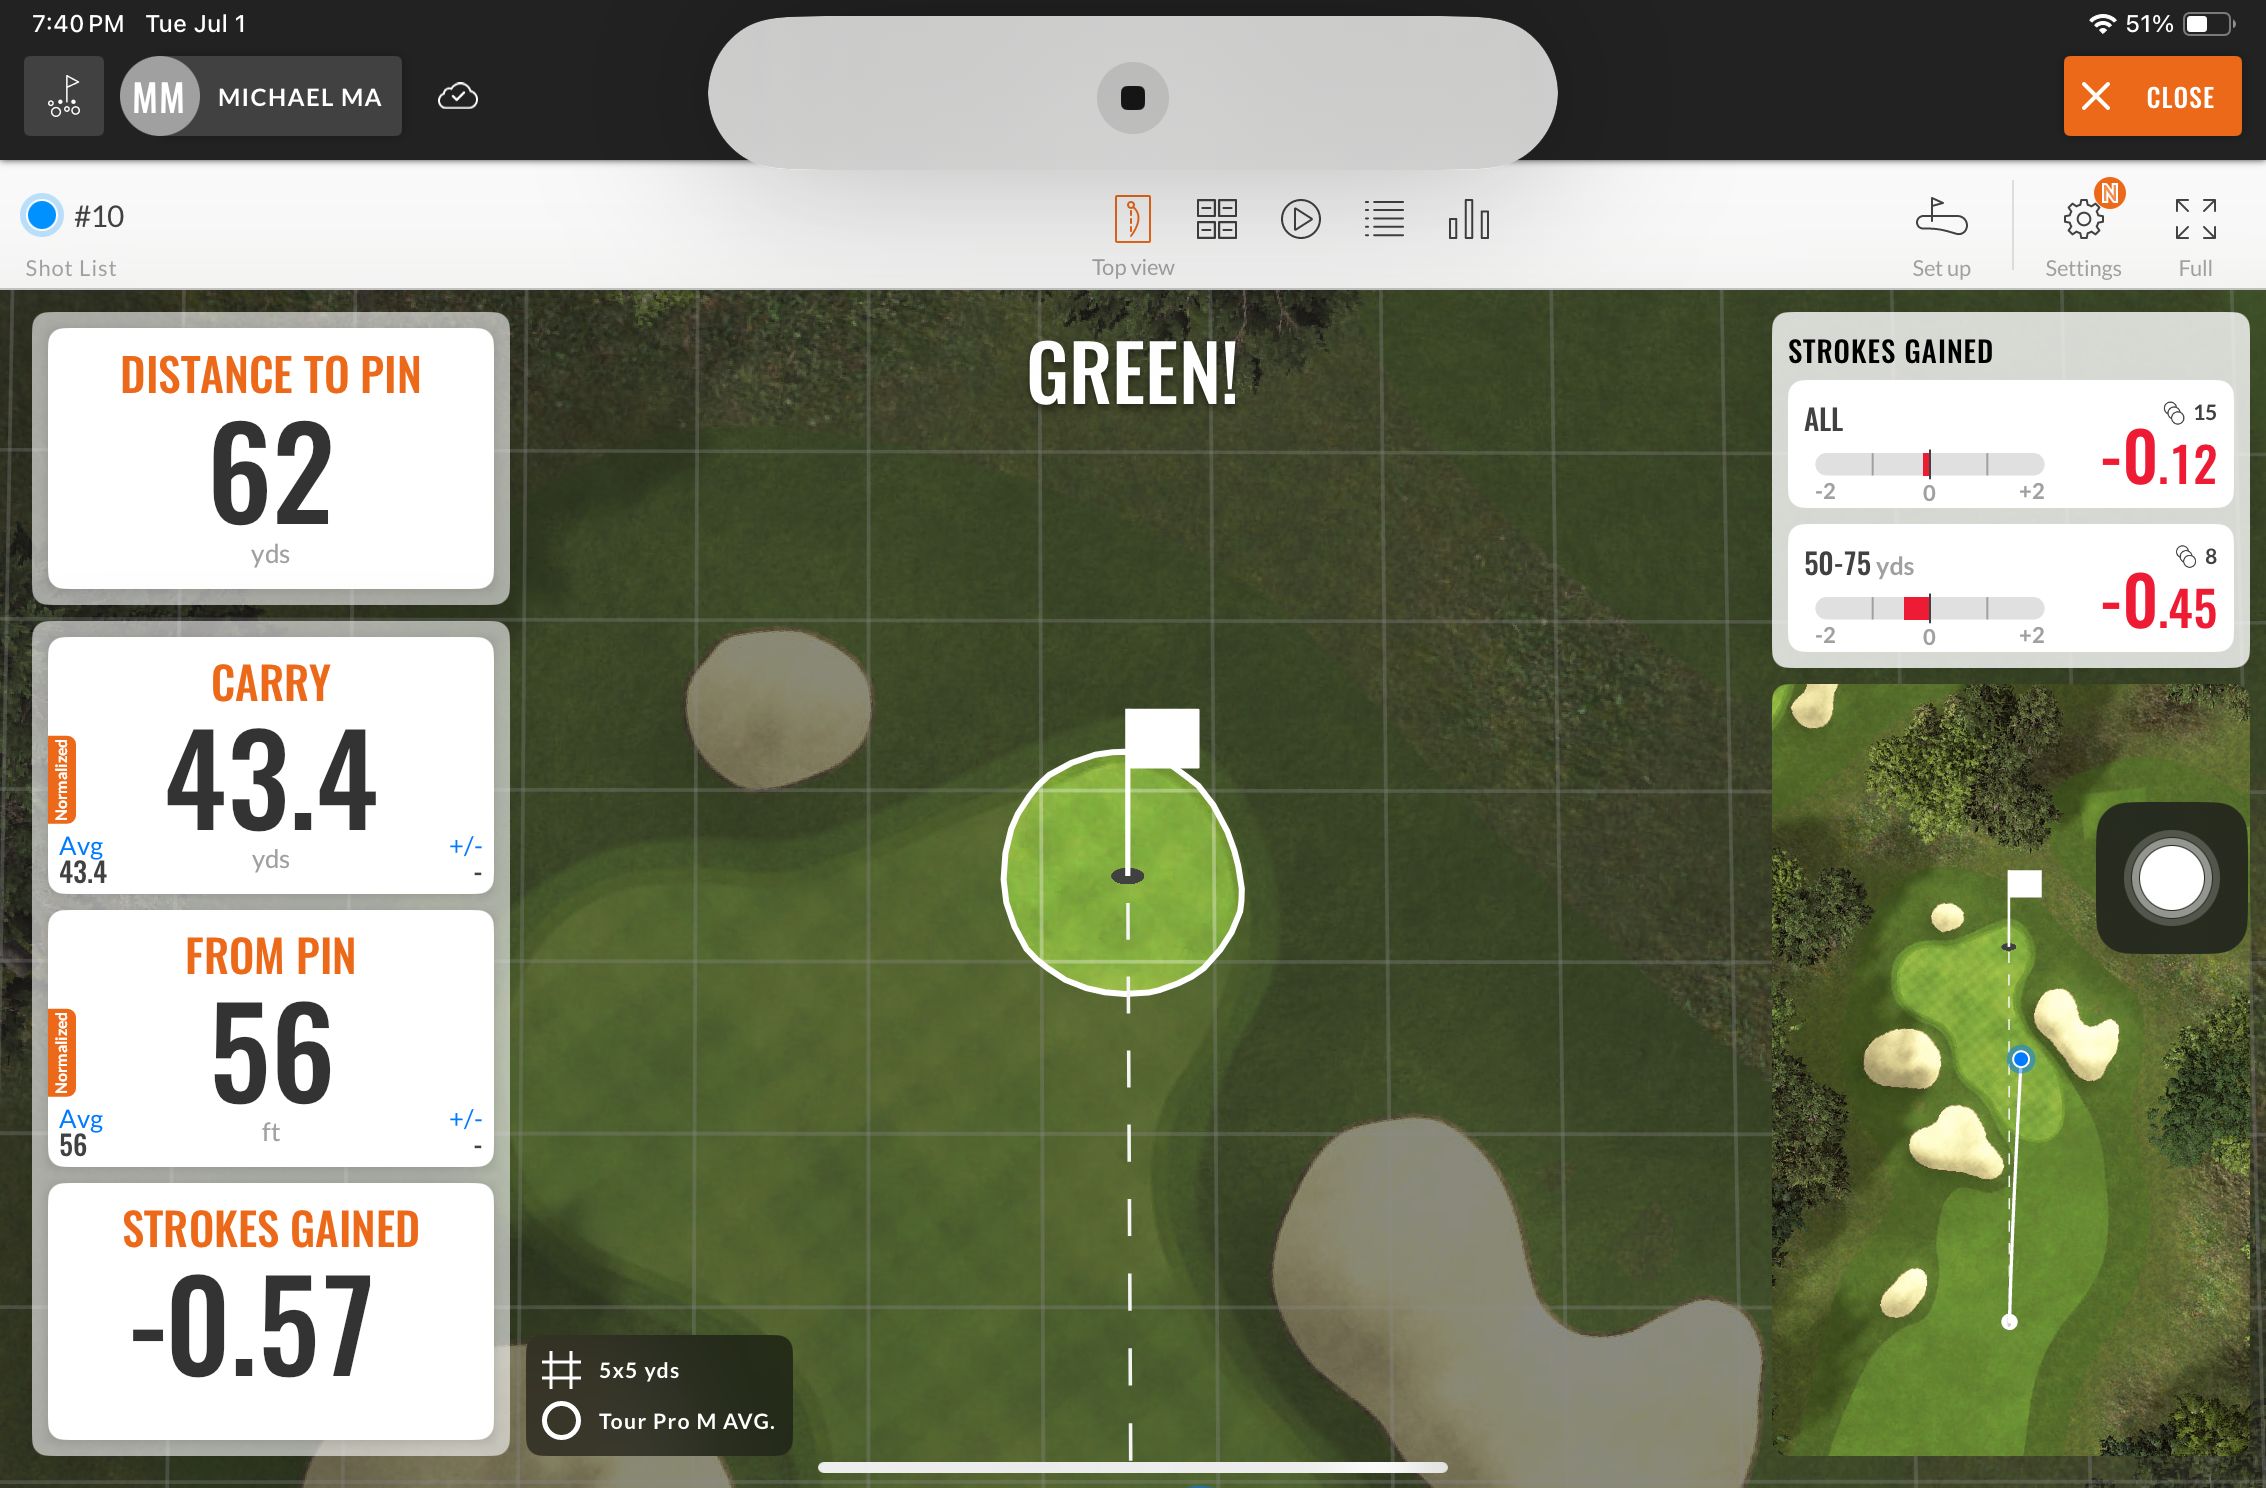 7:40 PM Tue Jul 1
51%
MM MICHAEL MA
CLOSE
#10
Shot List
Top view
Set up
N
Settings
Full
DISTANCE TO PIN
62
yds
CARRY
Normalized
43.4
yds
Avg
43.4
+/-
-
FROM PIN
Normalized
56
ft
Avg
56
+/-
-
STROKES GAINED
-0.57
GREEN!
5x5 yds
Tour Pro M AVG.
STROKES GAINED
ALL
15
-0.12
-2 0 +2
50-75 yds
8
-0.45
-2 0 +2